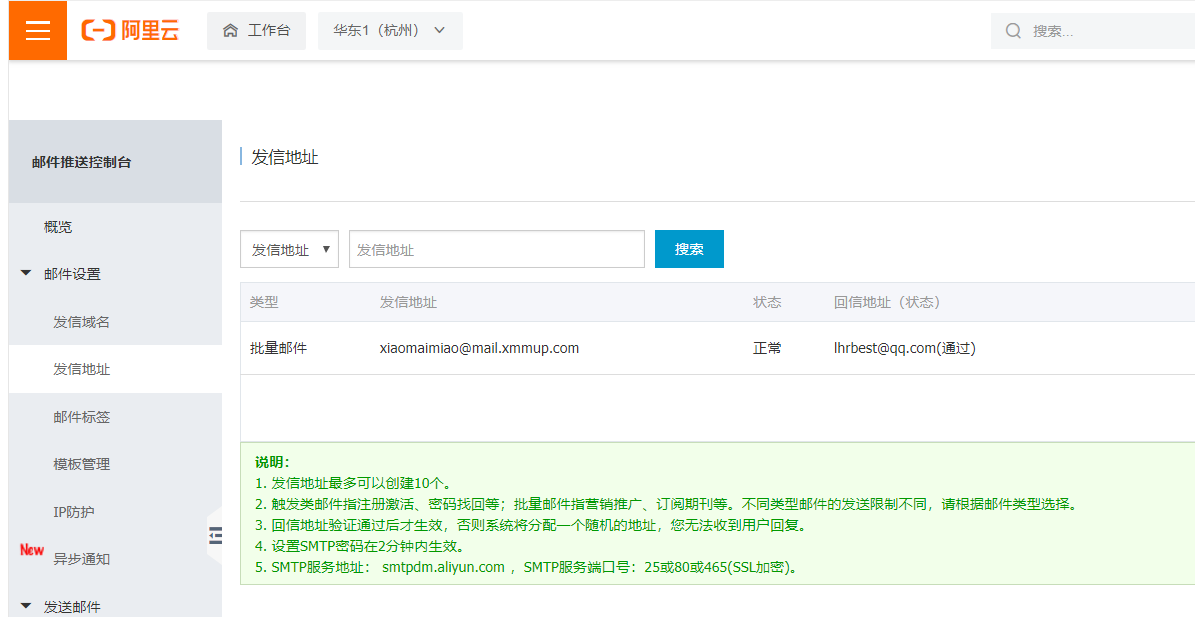 阿里云 工作台 华东1（杭州） 搜索...
邮件推送控制台
概览
邮件设置
发信域名
发信地址
邮件标签
模板管理
IP防护
New 异步通知
发送邮件
发信地址
发信地址 发信地址 搜索
类型 发信地址 状态 回信地址（状态）
批量邮件 xiaomaimiao@mail.xmmup.com 正常 lhrbest@qq.com(通过)
说明：
1. 发信地址最多可以创建10个。
2. 触发类邮件指注册激活、密码找回等；批量邮件指营销推广、订阅期刊等。不同类型邮件的发送限制不同，请根据邮件类型选择。
3. 回信地址验证通过后才生效，否则系统将分配一个随机的地址，您无法收到用户回复。
4. 设置SMTP密码在2分钟内生效。
5. SMTP服务地址： smtpdm.aliyun.com ，SMTP服务端口号：25或80或465(SSL加密)。